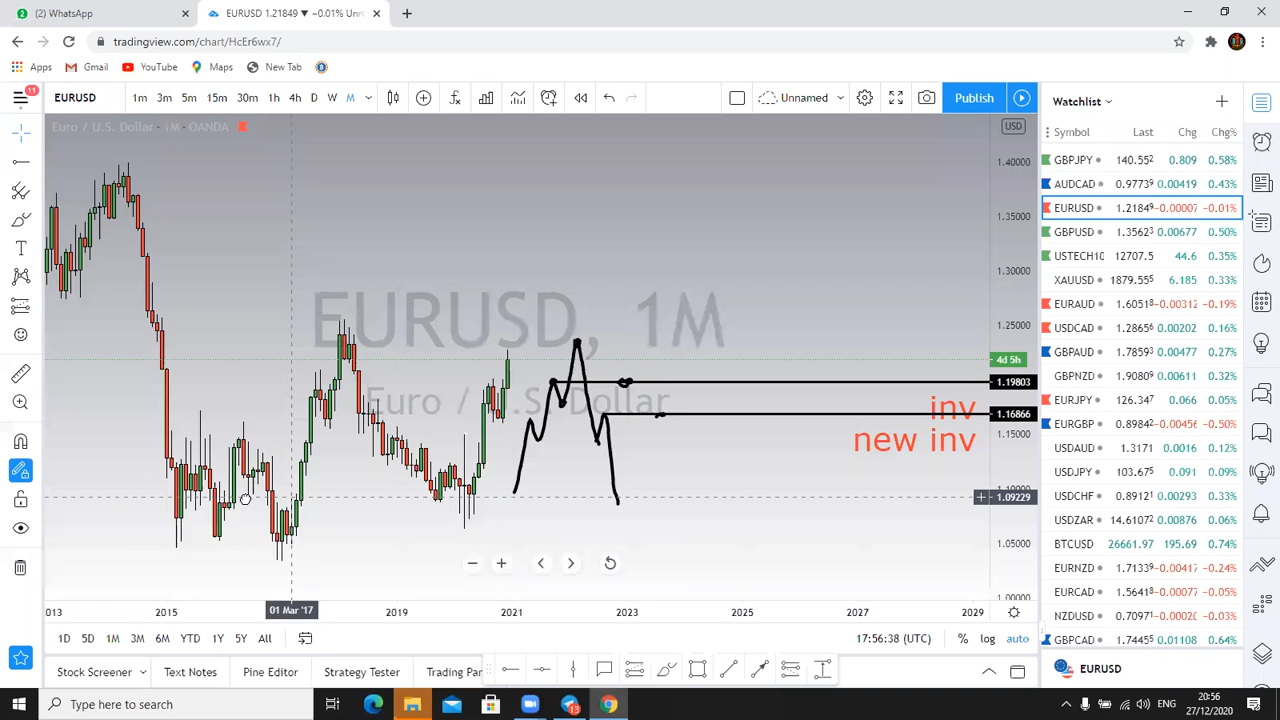 (2) WhatsApp
EURUSD 1.21849 ▼ −0.01% Unn
tradingview.com/chart/HcEr6wx7/
Apps Gmail YouTube Maps New Tab
11
EURUSD 1m 3m 5m 15m 30m 1h 4h D W M Unnamed Publish
Euro / U.S. Dollar · 1M · OANDA
USD
EURUSD, 1M
Euro / U.S. Dollar
1.40000
1.35000
1.30000
1.25000
4d 5h
1.19803
1.16866
1.15000
1.09229
1.05000
1.00000
inv
new inv
2013 2015 01 Mar '17 2019 2021 2023 2025 2027 2029
1D 5D 1M 3M 6M YTD 1Y 5Y All 17:56:38 (UTC) % log auto
Stock Screener Text Notes Pine Editor Strategy Tester Trading Pan
Watchlist
Symbol Last Chg Chg%
GBPJPY 140.552 0.809 0.58%
AUDCAD 0.97739 0.00419 0.43%
EURUSD 1.21849 −0.00007 −0.01%
GBPUSD 1.35623 0.00677 0.50%
USTECH10 12707.5 44.6 0.35%
XAUUSD 1879.555 6.185 0.33%
EURAUD 1.60518 −0.00312 −0.19%
USDCAD 1.28656 0.00202 0.16%
GBPAUD 1.78593 0.00477 0.27%
GBPNZD 1.90809 0.00611 0.32%
EURJPY 126.347 0.066 0.05%
EURGBP 0.89842 −0.00456 −0.50%
USDAUD 1.3171 0.0016 0.12%
USDJPY 103.675 0.091 0.09%
USDCHF 0.89121 0.00293 0.33%
USDZAR 14.61072 0.00876 0.06%
BTCUSD 26661.97 195.69 0.74%
EURNZD 1.71339 −0.00417 −0.24%
EURCAD 1.56418 −0.00075 −0.05%
NZDUSD 0.70971 −0.00020 −0.03%
GBPCAD 1.74455 0.01108 0.64%
EURUSD
Type here to search
13
ENG
20:56
27/12/2020